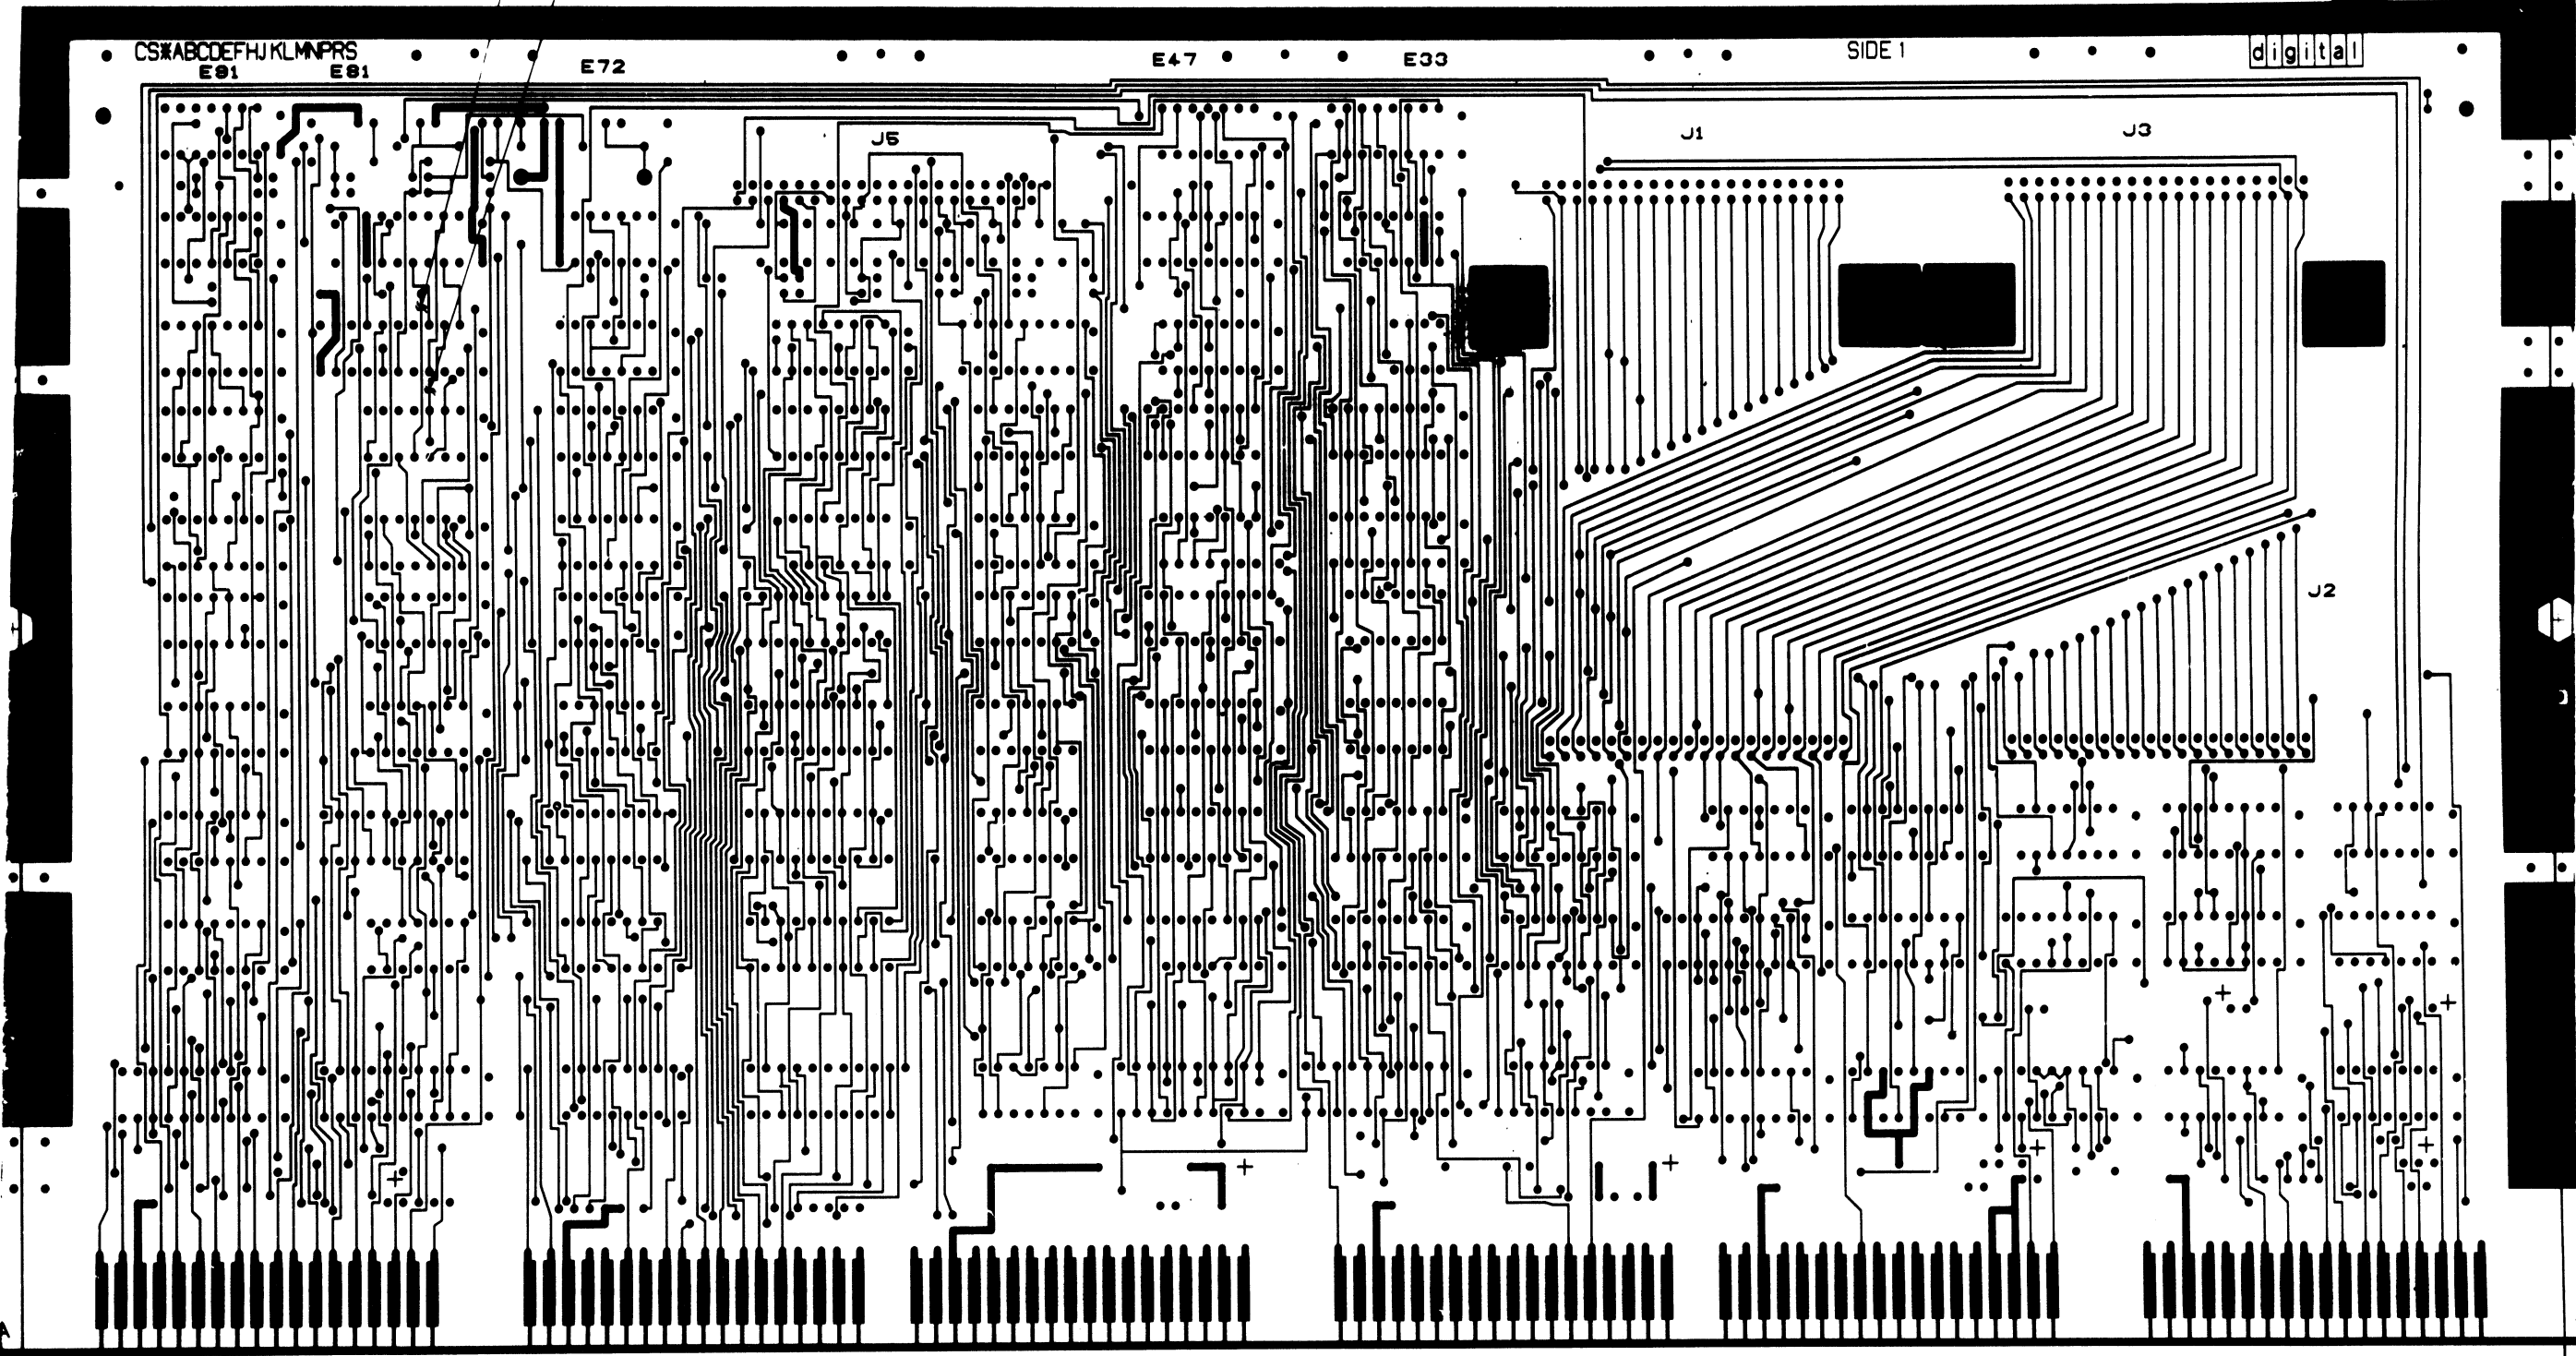 CS*ABCDEFHJKLMNPRS
SIDE 1
digital
E91 E81 E72 E47 E33
J5 J1 J3
J2
A